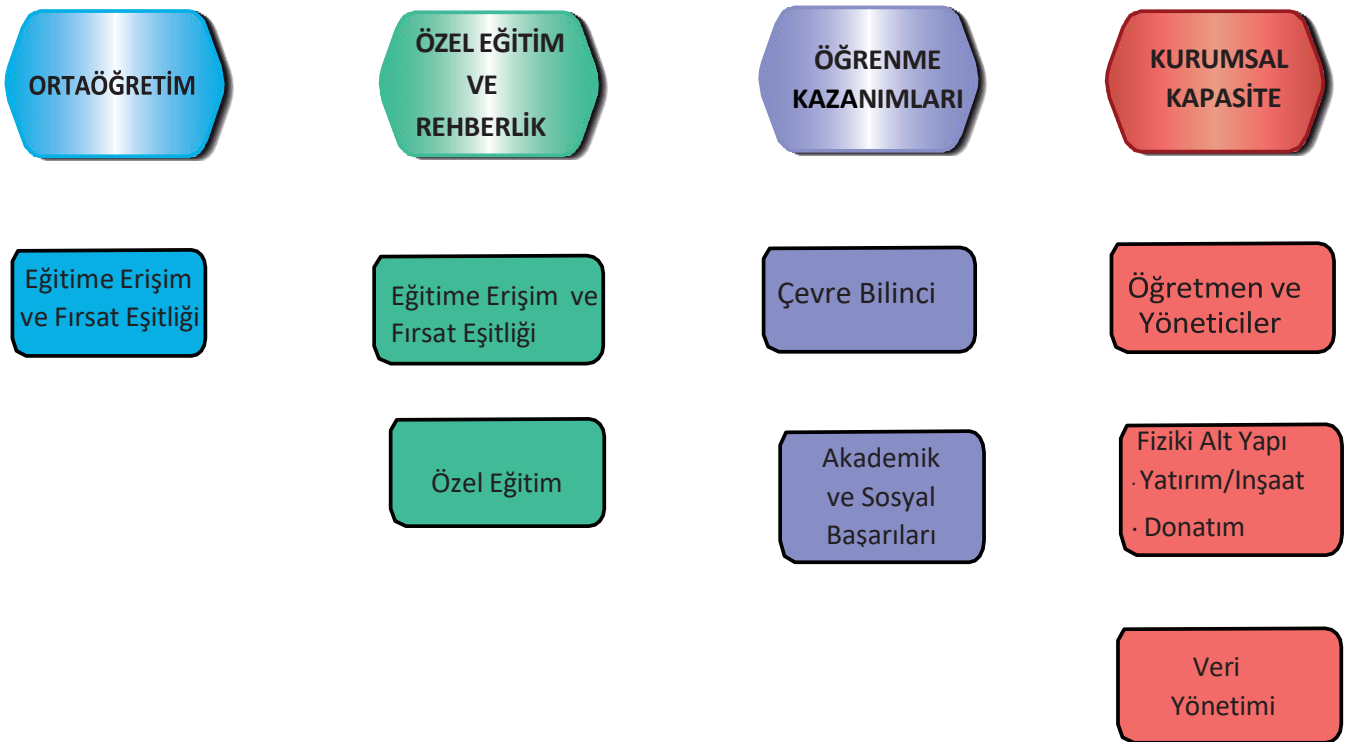 ORTAÖĞRETİM
ÖZEL EĞİTİM
VE
REHBERLİK
ÖĞRENME
KAZANIMLARI
KURUMSAL
KAPASİTE
Eğitime Erişim
ve Fırsat Eşitliği
Eğitime Erişim ve
Fırsat Eşitliği
Çevre Bilinci
Öğretmen ve
Yöneticiler
Özel Eğitim
Akademik
ve Sosyal
Başarıları
Fiziki Alt Yapı
· Yatırım/Inşaat
· Donatım
Veri
Yönetimi